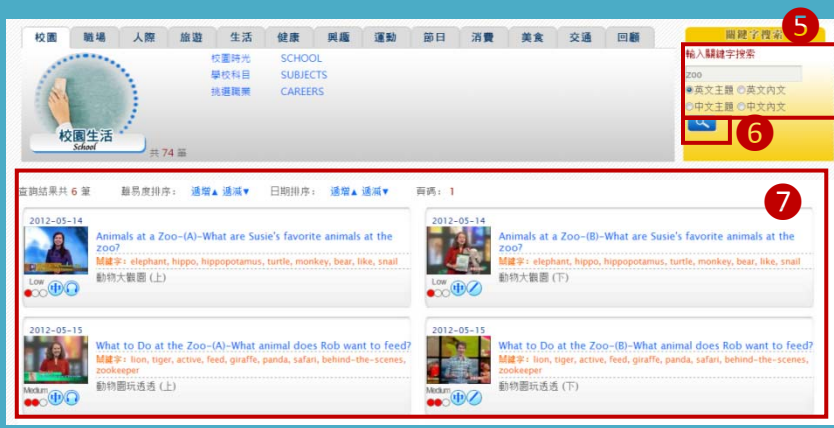 校園 職場 人際 旅遊 生活 健康 興趣 運動 節日 消費 美食 交通 回顧
校園時光 SCHOOL
學校科目 SUBJECTS
挑選職業 CAREERS
校園生活
School
共 74 筆
關鍵字搜索
5
輸入關鍵字搜索
zoo
英文主題 英文內文
中文主題 中文內文
6
查詢結果共 6 筆 難易度排序： 遞增▲ 遞減▼ 日期排序： 遞增▲ 遞減▼ 頁碼： 1
7
2012-05-14
Animals at a Zoo-(A)-What are Susie's favorite animals at the
zoo?
關鍵字: elephant, hippo, hippopotamus, turtle, monkey, bear, like, snail
動物大觀園 (上)
Low
2012-05-14
Animals at a Zoo-(B)-What are Susie's favorite animals at the
zoo?
關鍵字: elephant, hippo, hippopotamus, turtle, monkey, bear, like, snail
動物大觀園 (下)
Low
2012-05-15
What to Do at the Zoo-(A)-What animal does Rob want to feed?
關鍵字: lion, tiger, active, feed, giraffe, panda, safari, behind-the-scenes,
zookeeper
動物園玩透透 (上)
Medium
2012-05-15
What to Do at the Zoo-(B)-What animal does Rob want to feed?
關鍵字: lion, tiger, active, feed, giraffe, panda, safari, behind-the-scenes,
zookeeper
動物園玩透透 (下)
Medium